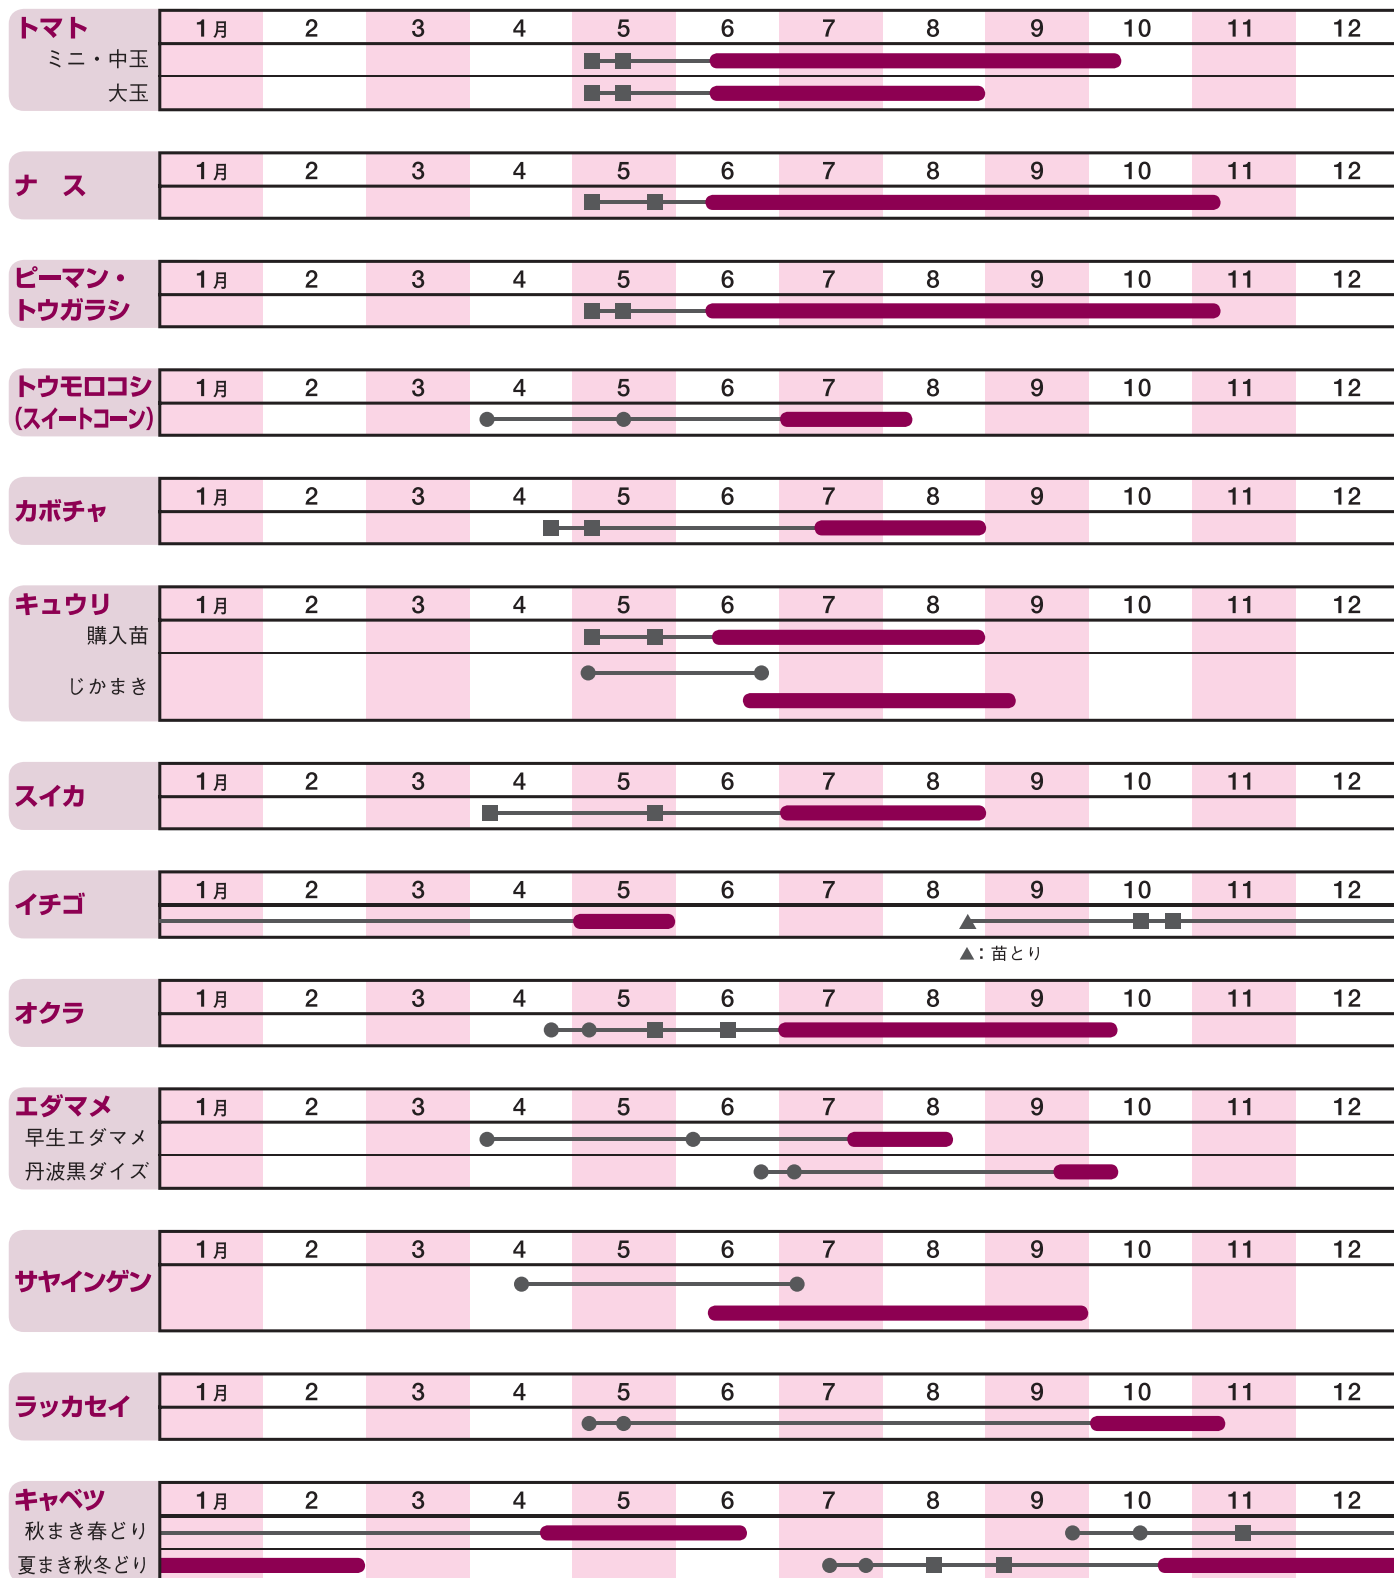 トマト
1月 2 3 4 5 6 7 8 9 10 11 12
ミニ・中玉
大玉
ナ ス
1月 2 3 4 5 6 7 8 9 10 11 12
ピーマン・
トウガラシ
1月 2 3 4 5 6 7 8 9 10 11 12
トウモロコシ
(スイートコーン)
1月 2 3 4 5 6 7 8 9 10 11 12
カボチャ
1月 2 3 4 5 6 7 8 9 10 11 12
キュウリ
1月 2 3 4 5 6 7 8 9 10 11 12
購入苗
じかまき
スイカ
1月 2 3 4 5 6 7 8 9 10 11 12
イチゴ
1月 2 3 4 5 6 7 8 9 10 11 12
▲：苗とり
オクラ
1月 2 3 4 5 6 7 8 9 10 11 12
エダマメ
1月 2 3 4 5 6 7 8 9 10 11 12
早生エダマメ
丹波黒ダイズ
サヤインゲン
1月 2 3 4 5 6 7 8 9 10 11 12
ラッカセイ
1月 2 3 4 5 6 7 8 9 10 11 12
キャベツ
1月 2 3 4 5 6 7 8 9 10 11 12
秋まき春どり
夏まき秋冬どり